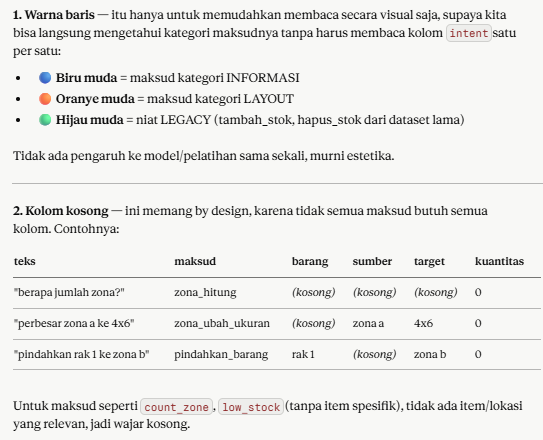 1. Warna baris — itu hanya untuk memudahkan membaca secara visual saja, supaya kita
bisa langsung mengetahui kategori maksudnya tanpa harus membaca kolom intent satu
per satu:
• Biru muda = maksud kategori INFORMASI
• Oranye muda = maksud kategori LAYOUT
• Hijau muda = niat LEGACY (tambah_stok, hapus_stok dari dataset lama)
Tidak ada pengaruh ke model/pelatihan sama sekali, murni estetika.
2. Kolom kosong — ini memang by design, karena tidak semua maksud butuh semua
kolom. Contohnya:
teks maksud barang sumber target kuantitas
"berapa jumlah zona?" zona_hitung (kosong) (kosong) (kosong) 0
"perbesar zona a ke 4x6" zona_ubah_ukuran (kosong) zona a 4x6 0
"pindahkan rak 1 ke zona b" pindahkan_barang rak 1 (kosong) zona b 0
Untuk maksud seperti count_zone, low_stock (tanpa item spesifik), tidak ada item/lokasi
yang relevan, jadi wajar kosong.